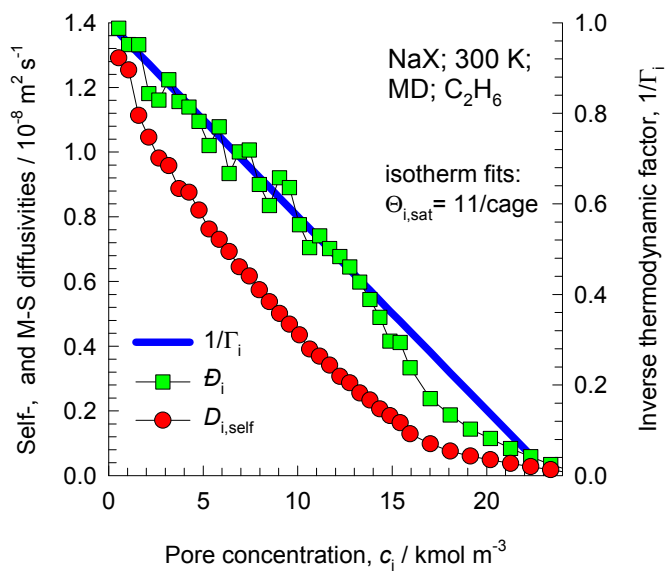 NaX; 300 K;
MD; C₂H₆
isotherm fits:
Θi,sat= 11/cage
1/Γi
Đi
Di,self
Self-, and M-S diffusivities / 10⁻⁸ m² s⁻¹
1.4
1.2
1.0
0.8
0.6
0.4
0.2
0.0
Inverse thermodynamic factor, 1/Γi
1.0
0.8
0.6
0.4
0.2
0.0
0
5
10
15
20
Pore concentration, ci / kmol m⁻³